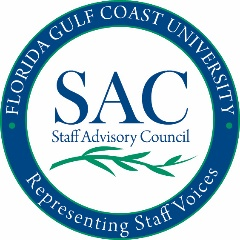 FLORIDA GULF COAST UNIVERSITY
SAC
Staff Advisory Council
Representing Staff Voices